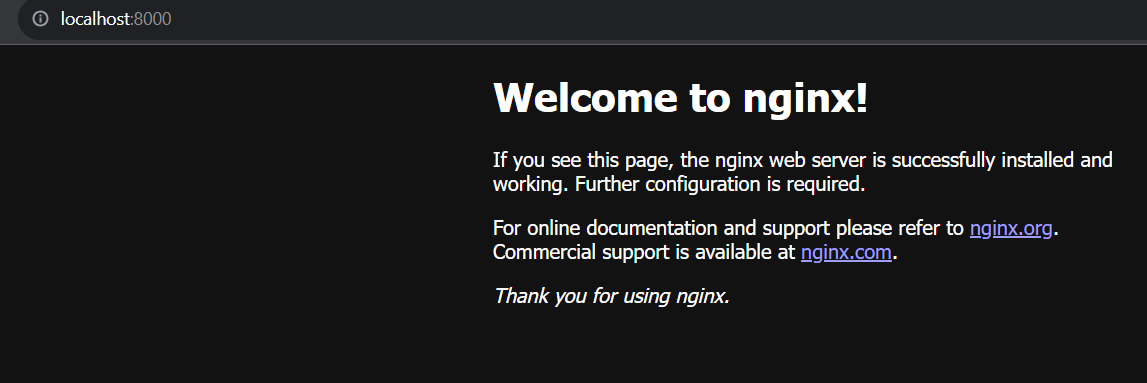 localhost:8000
Welcome to nginx!
If you see this page, the nginx web server is successfully installed and
working. Further configuration is required.
For online documentation and support please refer to nginx.org.
Commercial support is available at nginx.com.
Thank you for using nginx.